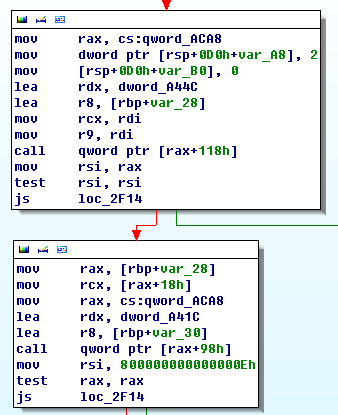 mov rax, cs:qword_ACA8
mov dword ptr [rsp+0D0h+var_A8], 2
mov [rsp+0D0h+var_B0], 0
lea rdx, dword_A44C
lea r8, [rbp+var_28]
mov rcx, rdi
mov r9, rdi
call qword ptr [rax+118h]
mov rsi, rax
test rsi, rsi
js loc_2F14
mov rax, [rbp+var_28]
mov rcx, [rax+18h]
mov rax, cs:qword_ACA8
lea rdx, dword_A41C
lea r8, [rbp+var_30]
call qword ptr [rax+98h]
mov rsi, 800000000000000Eh
test rax, rax
js loc_2F14